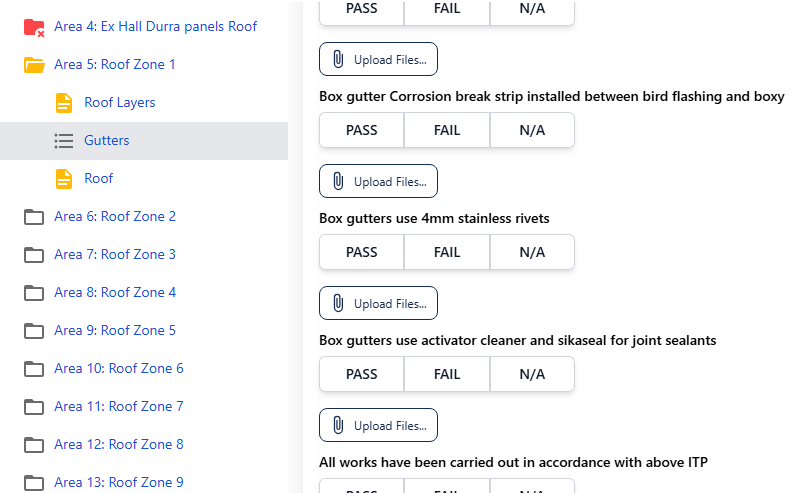 Area 4: Ex Hall Durra panels Roof
Area 5: Roof Zone 1
Roof Layers
Gutters
Roof
Area 6: Roof Zone 2
Area 7: Roof Zone 3
Area 8: Roof Zone 4
Area 9: Roof Zone 5
Area 10: Roof Zone 6
Area 11: Roof Zone 7
Area 12: Roof Zone 8
Area 13: Roof Zone 9
PASS FAIL N/A
Upload Files...
Box gutter Corrosion break strip installed between bird flashing and boxy
PASS FAIL N/A
Upload Files...
Box gutters use 4mm stainless rivets
PASS FAIL N/A
Upload Files...
Box gutters use activator cleaner and sikaseal for joint sealants
PASS FAIL N/A
Upload Files...
All works have been carried out in accordance with above ITP
PASS FAIL N/A